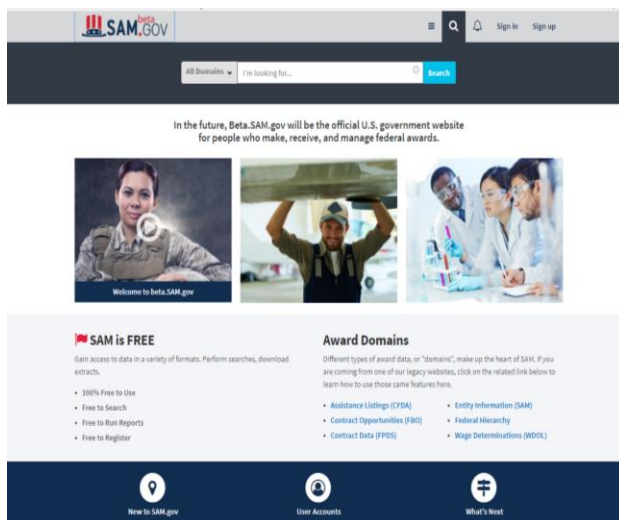 SAM.GOV
beta
Sign in
Sign up
All Domains
I'm looking for...
Search
In the future, Beta.SAM.gov will be the official U.S. government website
for people who make, receive, and manage federal awards.
Welcome to beta.SAM.gov
SAM is FREE
Gain access to data in a variety of formats. Perform searches, download
extracts.
• 100% Free to Use
• Free to Search
• Free to Run Reports
• Free to Register
Award Domains
Different types of award data, or "domains", make up the heart of SAM. If you
are coming from one of our legacy websites, click on the related link below to
learn how to use those same features here.
• Assistance Listings (CFDA)
• Contract Opportunities (FBO)
• Contract Data (FPDS)
• Entity Information (SAM)
• Federal Hierarchy
• Wage Determinations (WDOL)
New to SAM.gov
User Accounts
What's Next